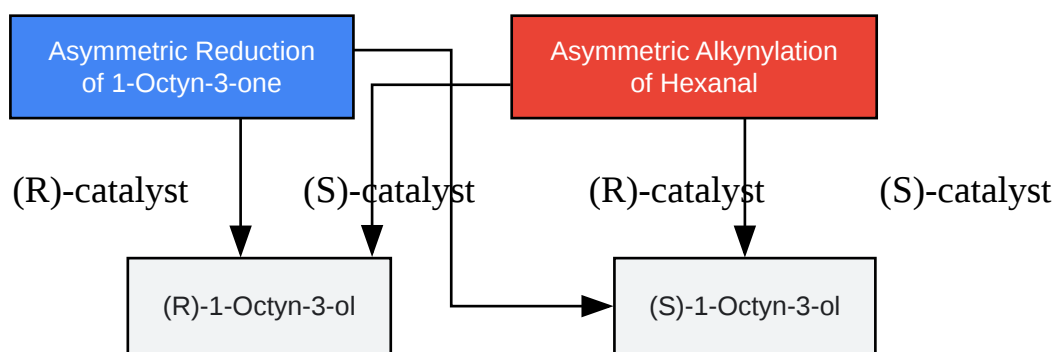 Asymmetric Reduction
of 1-Octyn-3-one
Asymmetric Alkynylation
of Hexanal
(R)-catalyst
(S)-catalyst
(R)-catalyst
(S)-catalyst
(R)-1-Octyn-3-ol
(S)-1-Octyn-3-ol